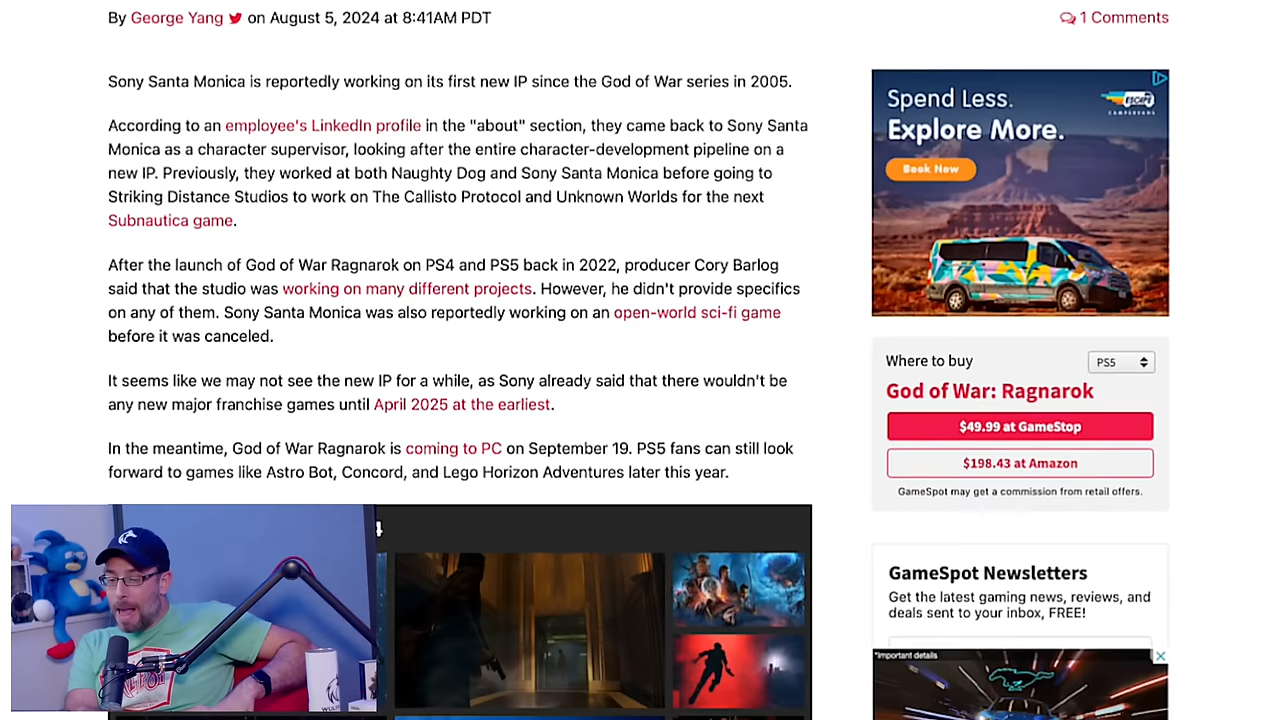 By George Yang on August 5, 2024 at 8:41AM PDT
1 Comments
Sony Santa Monica is reportedly working on its first new IP since the God of War series in 2005.
According to an employee's LinkedIn profile in the "about" section, they came back to Sony Santa
Monica as a character supervisor, looking after the entire character-development pipeline on a
new IP. Previously, they worked at both Naughty Dog and Sony Santa Monica before going to
Striking Distance Studios to work on The Callisto Protocol and Unknown Worlds for the next
Subnautica game.
After the launch of God of War Ragnarok on PS4 and PS5 back in 2022, producer Cory Barlog
said that the studio was working on many different projects. However, he didn't provide specifics
on any of them. Sony Santa Monica was also reportedly working on an open-world sci-fi game
before it was canceled.
It seems like we may not see the new IP for a while, as Sony already said that there wouldn't be
any new major franchise games until April 2025 at the earliest.
In the meantime, God of War Ragnarok is coming to PC on September 19. PS5 fans can still look
forward to games like Astro Bot, Concord, and Lego Horizon Adventures later this year.
4
Spend Less.
Explore More.
Book Now
ESCAPE
CAMPERVANS
Where to buy
PS5
God of War: Ragnarok
$49.99 at GameStop
$198.43 at Amazon
GameSpot may get a commission from retail offers.
GameSpot Newsletters
Get the latest gaming news, reviews, and
deals sent to your inbox, FREE!
*Important details